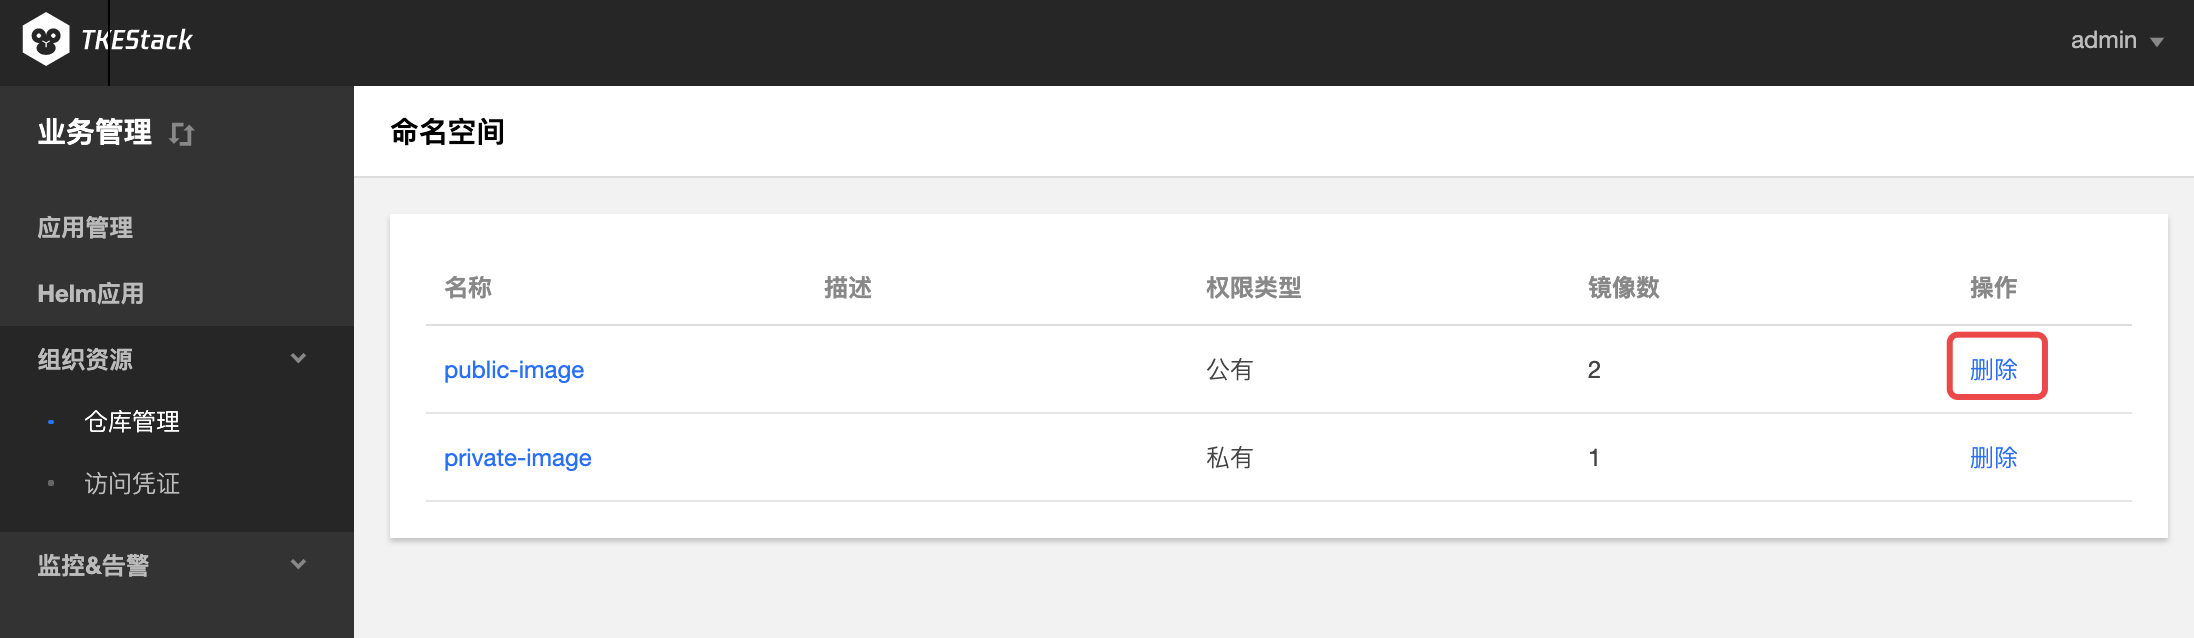 TKEStack
admin
业务管理
命名空间
应用管理
Helm应用
组织资源
仓库管理
访问凭证
监控&告警
名称 描述 权限类型 镜像数 操作
public-image 公有 2 删除
private-image 私有 1 删除